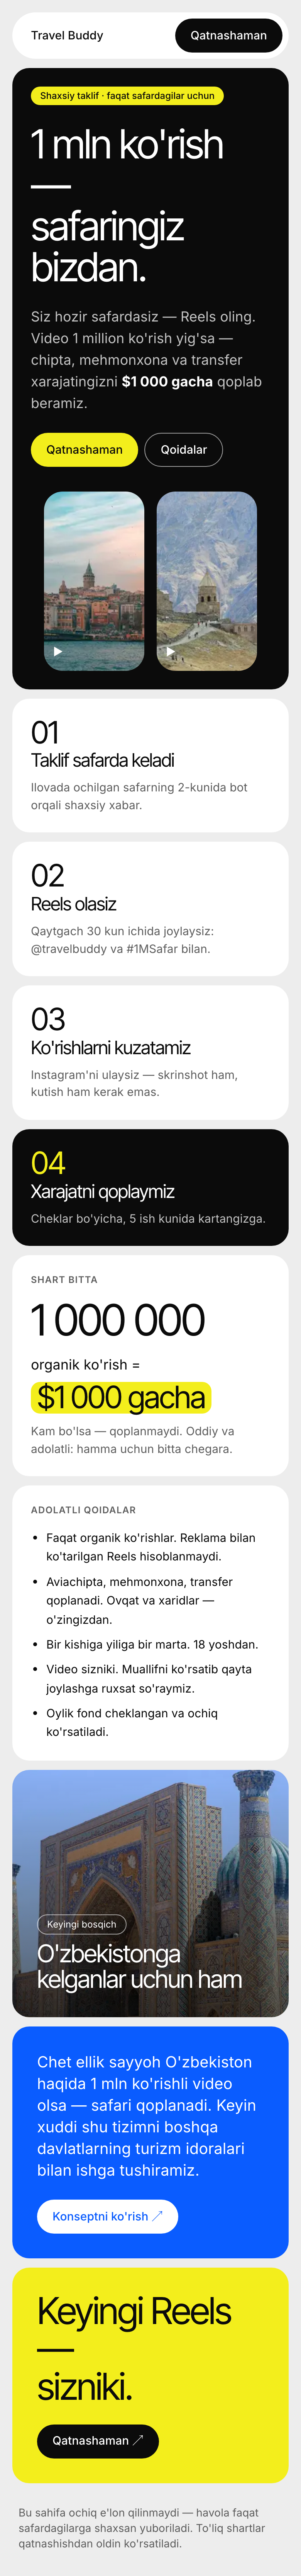 Travel Buddy
Qatnashaman
Shaxsiy taklif · faqat safardagilar uchun
1 mln ko'rish
—
safaringiz
bizdan.
Siz hozir safardasiz — Reels oling.
Video 1 million ko'rish yig'sa —
chipta, mehmonxona va transfer
xarajatingizni $1 000 gacha qoplab
beramiz.
Qatnashaman
Qoidalar
01
Taklif safarda keladi
Ilovada ochilgan safarning 2-kunida bot
orqali shaxsiy xabar.
02
Reels olasiz
Qaytgach 30 kun ichida joylaysiz:
@travelbuddy va #1MSafar bilan.
03
Ko'rishlarni kuzatamiz
Instagram'ni ulaysiz — skrinshot ham,
kutish ham kerak emas.
04
Xarajatni qoplaymiz
Cheklar bo'yicha, 5 ish kunida kartangizga.
SHART BITTA
1 000 000
organik ko'rish =
$1 000 gacha
Kam bo'lsa — qoplanmaydi. Oddiy va
adolatli: hamma uchun bitta chegara.
ADOLATLI QOIDALAR
• Faqat organik ko'rishlar. Reklama bilan
ko'tarilgan Reels hisoblanmaydi.
• Aviachipta, mehmonxona, transfer
qoplanadi. Ovqat va xaridlar —
o'zingizdan.
• Bir kishiga yiliga bir marta. 18 yoshdan.
• Video sizniki. Muallifni ko'rsatib qayta
joylashga ruxsat so'raymiz.
• Oylik fond cheklangan va ochiq
ko'rsatiladi.
Keyingi bosqich
O'zbekistonga
kelganlar uchun ham
Chet ellik sayyoh O'zbekiston
haqida 1 mln ko'rishli video
olsa — safari qoplanadi. Keyin
xuddi shu tizimni boshqa
davlatlarning turizm idoralari
bilan ishga tushiramiz.
Konseptni ko'rish ↗
Keyingi Reels
—
sizniki.
Qatnashaman ↗
Bu sahifa ochiq e'lon qilinmaydi — havola faqat
safardagilarga shaxsan yuboriladi. To'liq shartlar
qatnashishdan oldin ko'rsatiladi.